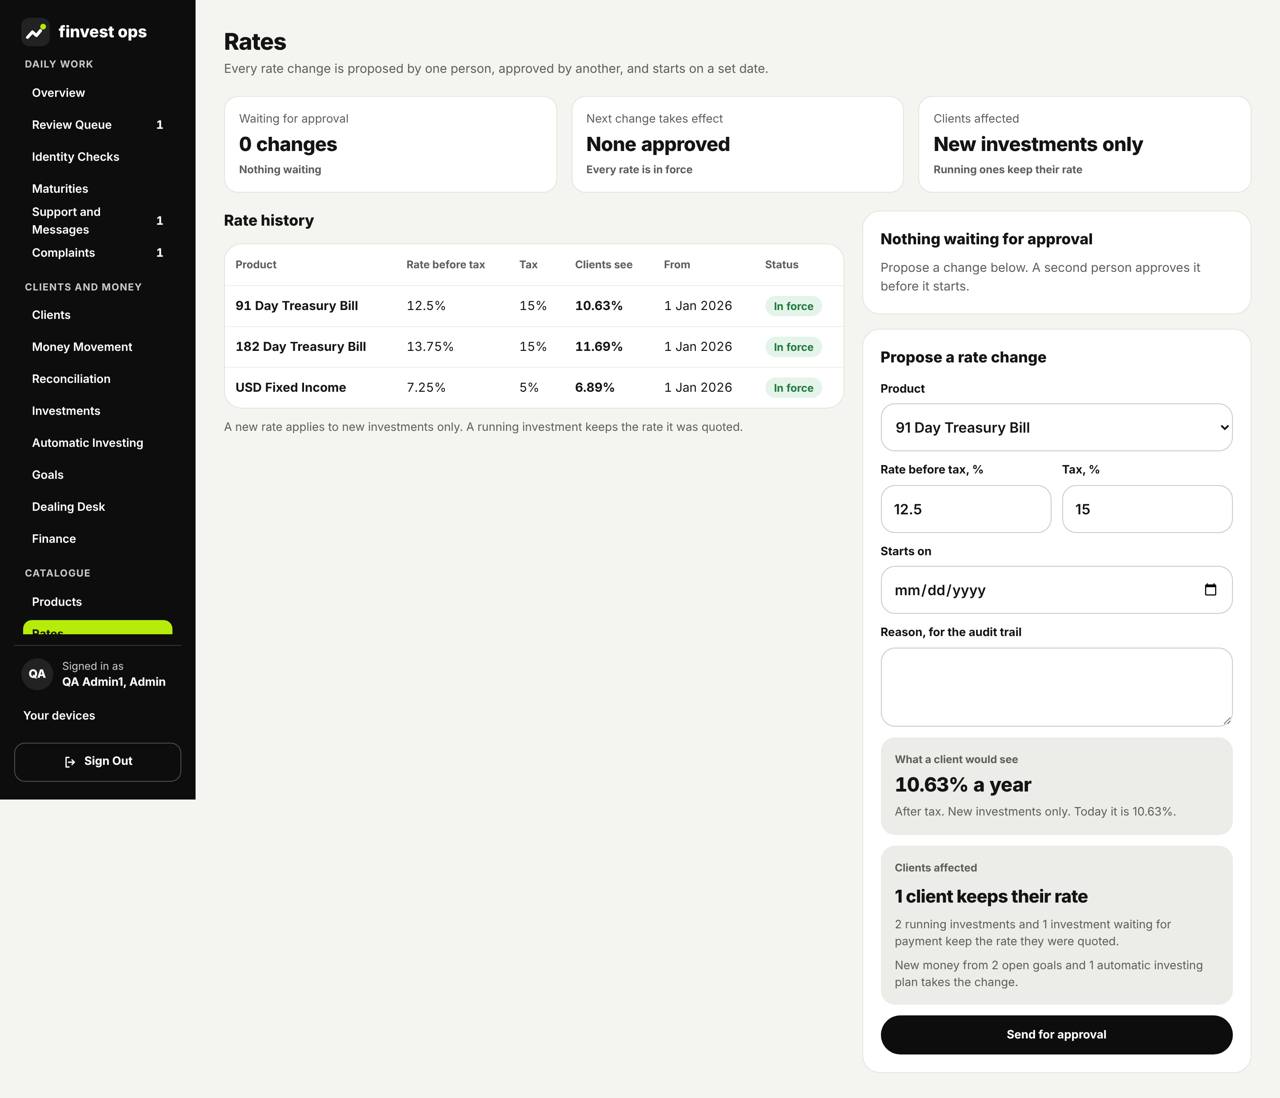 finvest ops
DAILY WORK
Overview
Review Queue 1
Identity Checks
Maturities
Support and
Messages 1
Complaints 1
CLIENTS AND MONEY
Clients
Money Movement
Reconciliation
Investments
Automatic Investing
Goals
Dealing Desk
Finance
CATALOGUE
Products
Rates
QA
Signed in as
QA Admin1, Admin
Your devices
Sign Out
Rates
Every rate change is proposed by one person, approved by another, and starts on a set date.
Waiting for approval
0 changes
Nothing waiting
Next change takes effect
None approved
Every rate is in force
Clients affected
New investments only
Running ones keep their rate
Rate history
Product Rate before tax Tax Clients see From Status
91 Day Treasury Bill 12.5% 15% 10.63% 1 Jan 2026 In force
182 Day Treasury Bill 13.75% 15% 11.69% 1 Jan 2026 In force
USD Fixed Income 7.25% 5% 6.89% 1 Jan 2026 In force
A new rate applies to new investments only. A running investment keeps the rate it was quoted.
Nothing waiting for approval
Propose a change below. A second person approves it
before it starts.
Propose a rate change
Product
91 Day Treasury Bill
Rate before tax, % Tax, %
12.5 15
Starts on
mm/dd/yyyy
Reason, for the audit trail
What a client would see
10.63% a year
After tax. New investments only. Today it is 10.63%.
Clients affected
1 client keeps their rate
2 running investments and 1 investment waiting for
payment keep the rate they were quoted.
New money from 2 open goals and 1 automatic investing
plan takes the change.
Send for approval